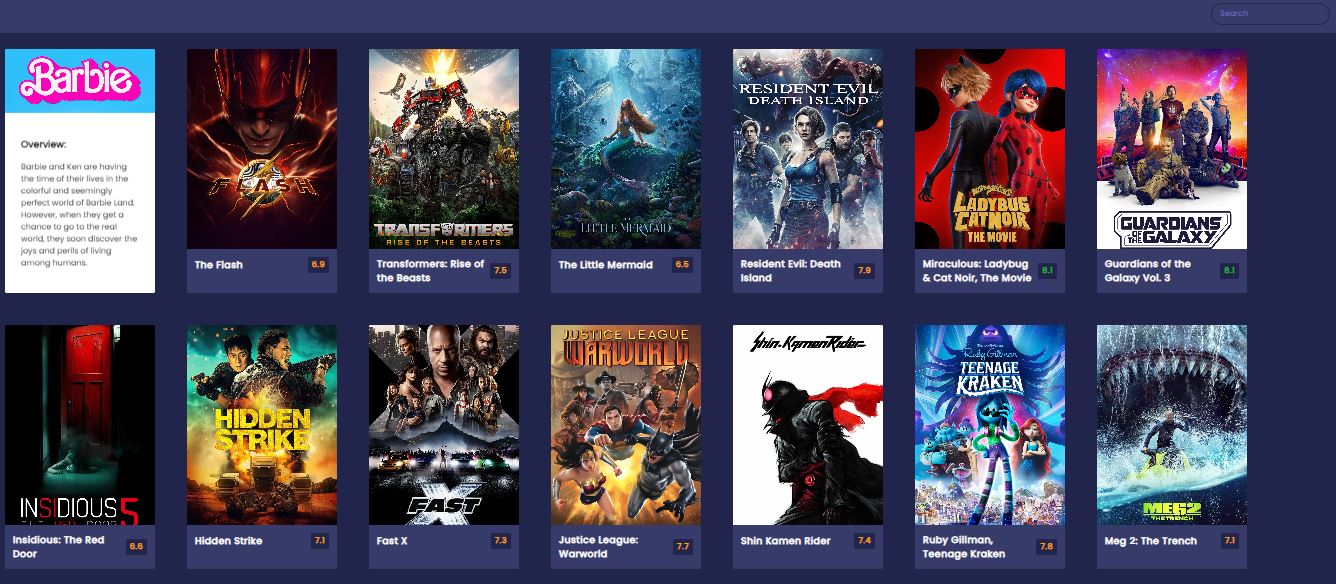 Search
Barbie
Overview:
Barbie and Ken are having
the time of their lives in the
colorful and seemingly
perfect world of Barbie Land.
However, when they get a
chance to go to the real
world, they soon discover the
joys and perils of living
among humans.
FLASH
The Flash
6.9
TRANSFORMERS
RISE OF THE BEASTS
Transformers: Rise of
the Beasts
7.5
LITTLE MERMAID
The Little Mermaid
6.5
RESIDENT EVIL
DEATH ISLAND
Resident Evil: Death
Island
7.9
LADYBUG
CATNOIR
THE MOVIE
Miraculous: Ladybug
& Cat Noir, The Movie
8.1
GUARDIANS
OF THE GALAXY
Guardians of the
Galaxy Vol. 3
8.1
INSIDIOUS 5
THE RED DOOR
Insidious: The Red
Door
6.6
HIDDEN
STRIKE
Hidden Strike
7.1
FAST X
Fast X
7.3
JUSTICE LEAGUE
WARWORLD
Justice League:
Warworld
7.7
Shin.KamenRider
Shin Kamen Rider
7.4
Ruby Gillman
TEENAGE
KRAKEN
Ruby Gillman,
Teenage Kraken
7.8
MEG2
THE TRENCH
Meg 2: The Trench
7.1